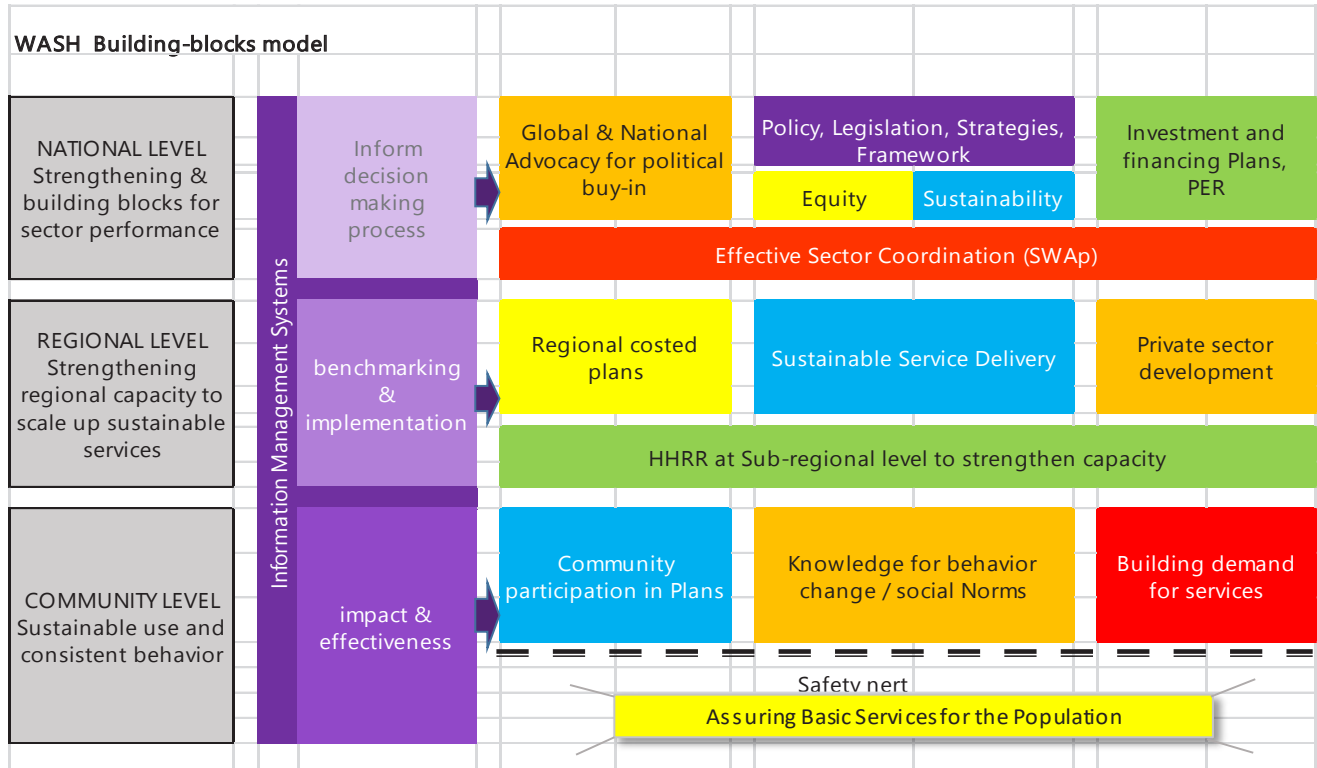 WASH Building-blocks model
NATIONAL LEVEL
Strengthening &
building blocks for
sector performance
Information Management Systems
Inform
decision
making
process
Global & National
Advocacy for political
buy-in
Policy, Legislation, Strategies,
Framework
Equity
Sustainability
Investment and
financing Plans,
PER
Effective Sector Coordination (SWAp)
REGIONAL LEVEL
Strengthening
regional capacity to
scale up sustainable
services
benchmarking
&
implementation
Regional costed
plans
Sustainable Service Delivery
Private sector
development
HHRR at Sub-regional level to strengthen capacity
COMMUNITY LEVEL
Sustainable use and
consistent behavior
impact &
effectiveness
Community
participation in Plans
Knowledge for behavior
change / social Norms
Building demand
for services
Safety nert
Assuring Basic Services for the Population